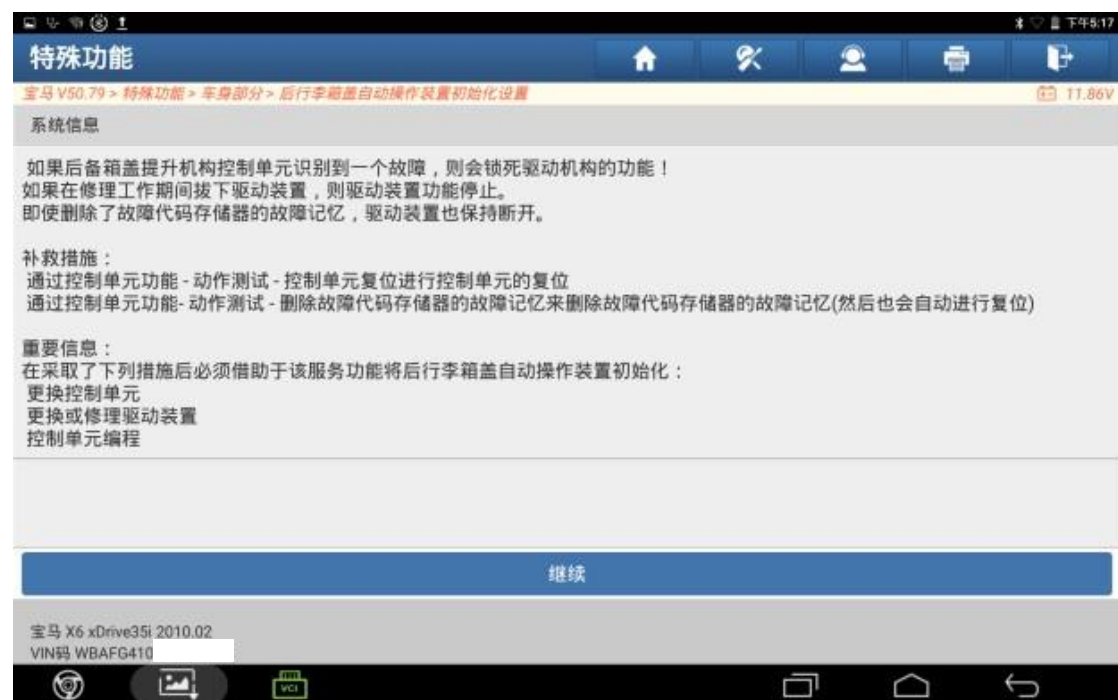 下午5:17
特殊功能
宝马 V50.79 > 特殊功能 > 车身部分 > 后行李箱盖自动操作装置初始化设置
11.86V
系统信息
如果后备箱盖提升机构控制单元识别到一个故障，则会锁死驱动机构的功能！
如果在修理工作期间拔下驱动装置，则驱动装置功能停止。
即使删除了故障代码存储器的故障记忆，驱动装置也保持断开。
补救措施：
通过控制单元功能 - 动作测试 - 控制单元复位进行控制单元的复位
通过控制单元功能- 动作测试 - 删除故障代码存储器的故障记忆来删除故障代码存储器的故障记忆(然后也会自动进行复位)
重要信息：
在采取了下列措施后必须借助于该服务功能将后行李箱盖自动操作装置初始化：
更换控制单元
更换或修理驱动装置
控制单元编程
继续
宝马 X6 xDrive35i 2010.02
VIN码 WBAFG410
VCI